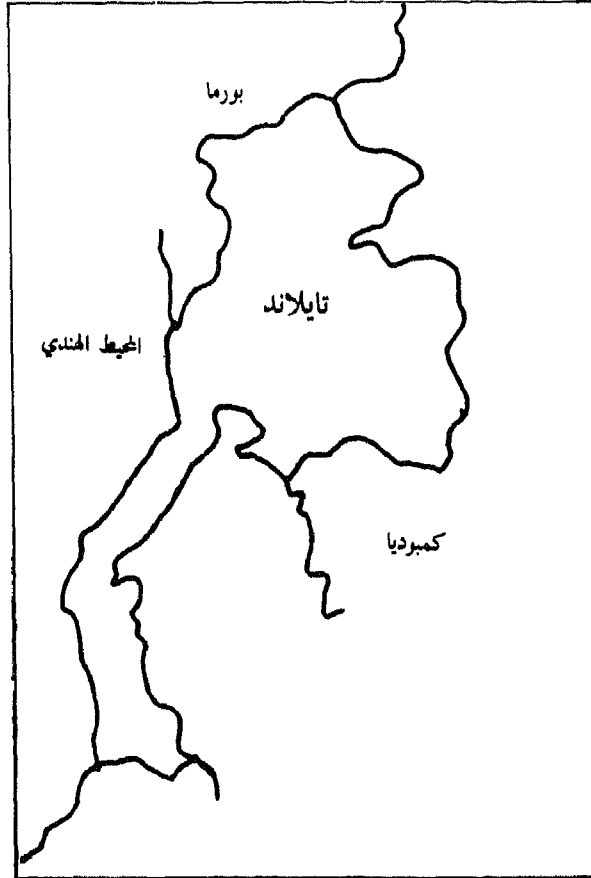 بورما
تايلاند
المحيط الهندي
كمبوديا